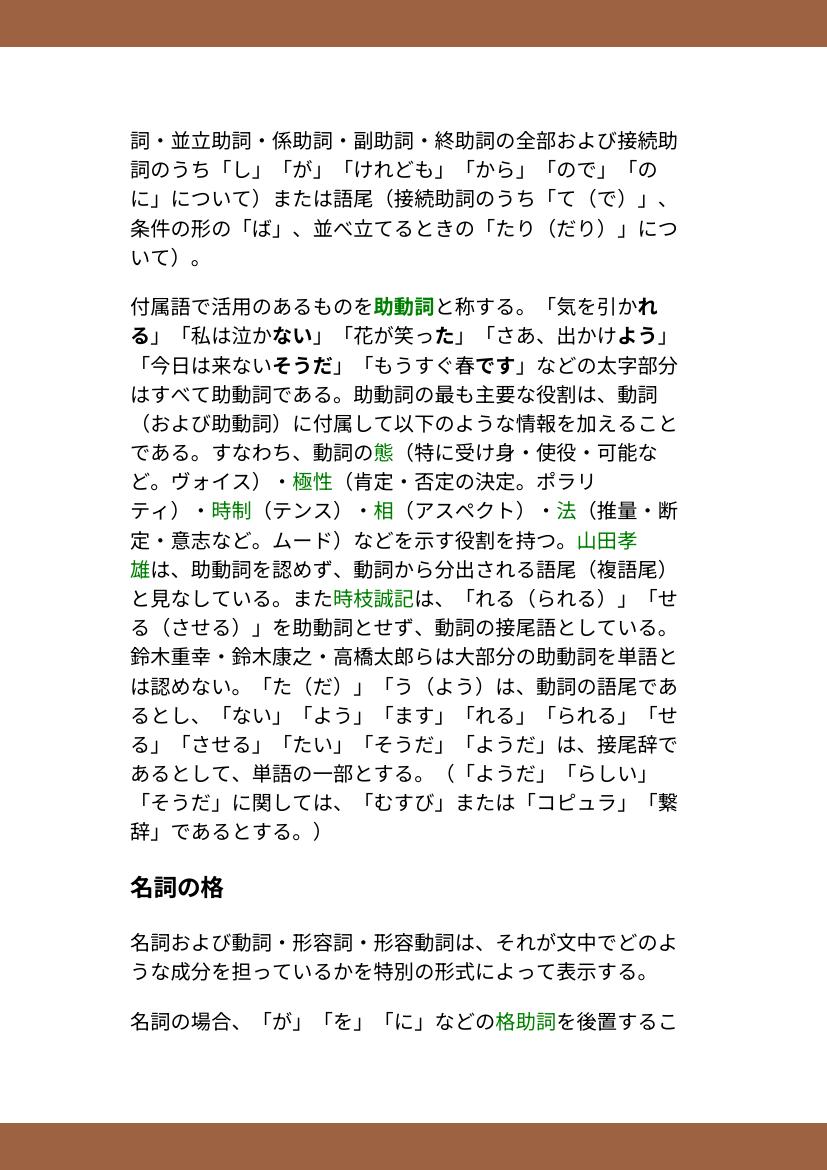 詞・並立助詞・係助詞・副助詞・終助詞の全部および接続助
詞のうち「し」「が」「けれども」「から」「ので」「の
に」について）または語尾（接続助詞のうち「て（で）」、
条件の形の「ば」、並べ立てるときの「たり（だり）」につ
いて）。
付属語で活用のあるものを助動詞と称する。「気を引かれ
る」「私は泣かない」「花が笑った」「さあ、出かけよう」
「今日は来ないそうだ」「もうすぐ春です」などの太字部分
はすべて助動詞である。助動詞の最も主要な役割は、動詞
（および助動詞）に付属して以下のような情報を加えること
である。すなわち、動詞の態（特に受け身・使役・可能な
ど。ヴォイス）・極性（肯定・否定の決定。ポラリ
ティ）・時制（テンス）・相（アスペクト）・法（推量・断
定・意志など。ムード）などを示す役割を持つ。山田孝
雄は、助動詞を認めず、動詞から分出される語尾（複語尾）
と見なしている。また時枝誠記は、「れる（られる）」「せ
る（させる）」を助動詞とせず、動詞の接尾語としている。
鈴木重幸・鈴木康之・高橋太郎らは大部分の助動詞を単語と
は認めない。「た（だ）」「う（よう）は、動詞の語尾であ
るとし、「ない」「よう」「ます」「れる」「られる」「せ
る」「させる」「たい」「そうだ」「ようだ」は、接尾辞で
あるとして、単語の一部とする。（「ようだ」「らしい」
「そうだ」に関しては、「むすび」または「コピュラ」「繋
辞」であるとする。）
名詞の格
名詞および動詞・形容詞・形容動詞は、それが文中でどのよ
うな成分を担っているかを特別の形式によって表示する。
名詞の場合、「が」「を」「に」などの格助詞を後置するこ